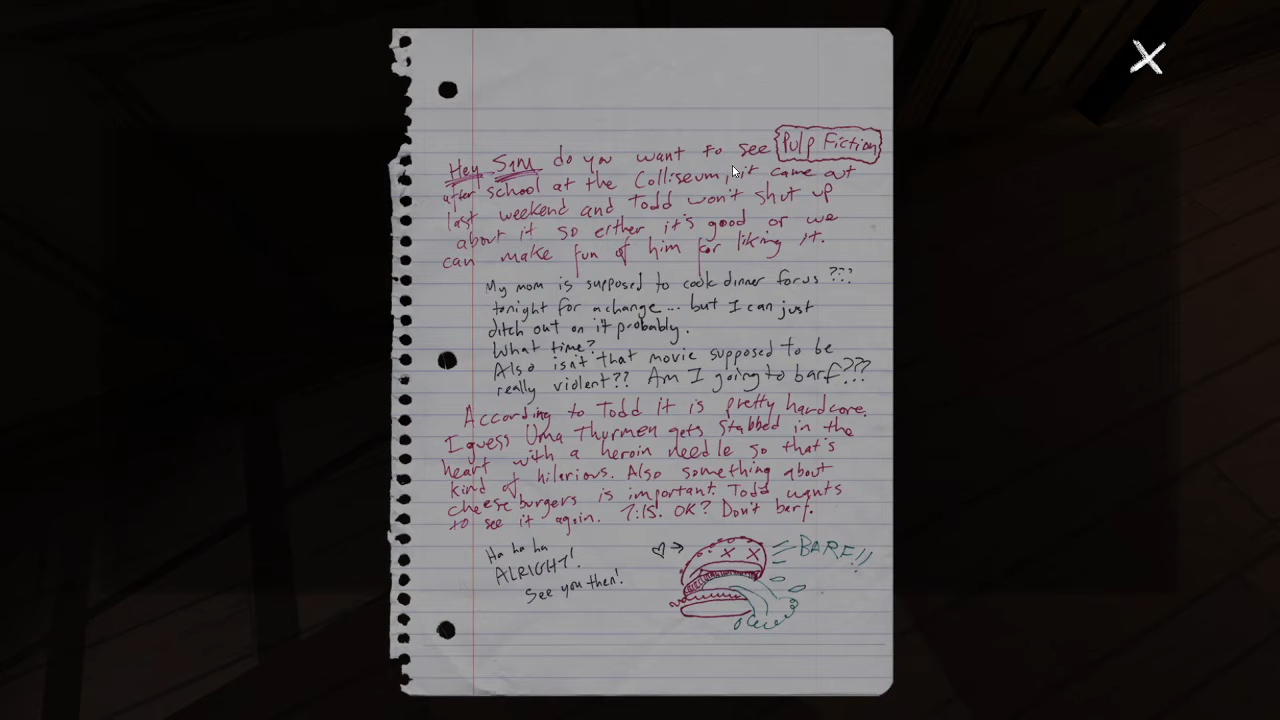 Hey Sam do you want to see Pulp Fiction
after school at the Colliseum, it came out
last weekend and Todd won't shut up
about it so either it's good or we
can make fun of him for liking it.
My mom is supposed to cook dinner for us ???
tonight for a change... but I can just
ditch out on it probably.
What time?
Also isn't that movie supposed to be
really violent?? Am I going to barf???
According to Todd it is pretty hardcore.
I guess Uma Thurmen gets stabbed in the
heart with a heroin needle so that's
kind of hilarious. Also something about
cheeseburgers is important. Todd wants
to see it again. 7:15. OK? Don't barf.
Ha ha ha
ALRIGHT!
See you then!
BARF!!